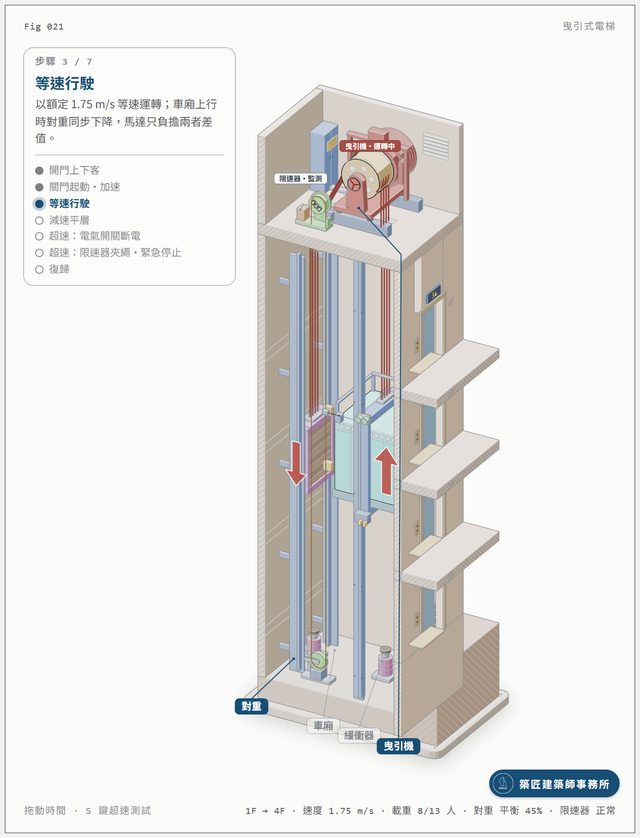 Fig 021
曳引式電梯
步驟 3 / 7
等速行駛
以額定 1.75 m/s 等速運轉；車廂上行
時對重同步下降，馬達只負擔兩者差
值。
開門上下客
關門起動・加速
等速行駛
減速平層
超速：電氣開關斷電
超速：限速器夾繩・緊急停止
復歸
曳引機・運轉中
限速器・監測
對重
車廂
緩衝器
曳引機
築匠建築師事務所
拖動時間 · S 鍵超速測試
1F → 4F · 速度 1.75 m/s · 載重 8/13 人 · 對重 平衡 45% · 限速器 正常